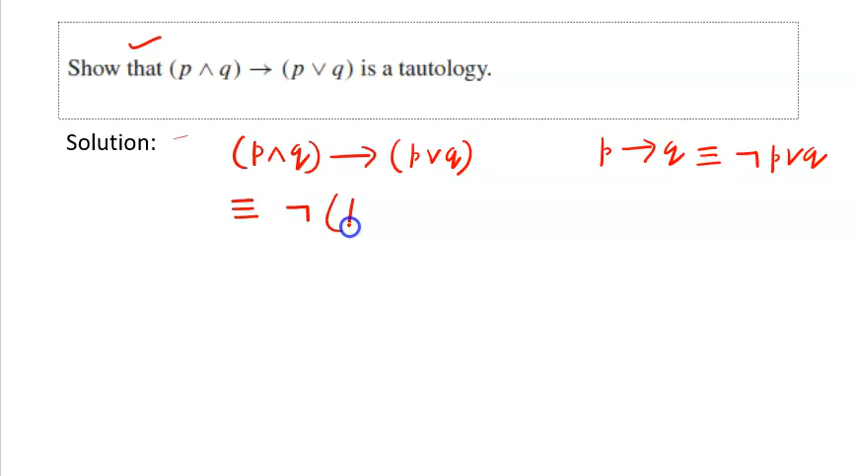 Show that (p ∧ q) → (p ∨ q) is a tautology.
Solution:
(p∧q) → (p∨q) p → q ≡ ¬p∨q
≡ ¬(